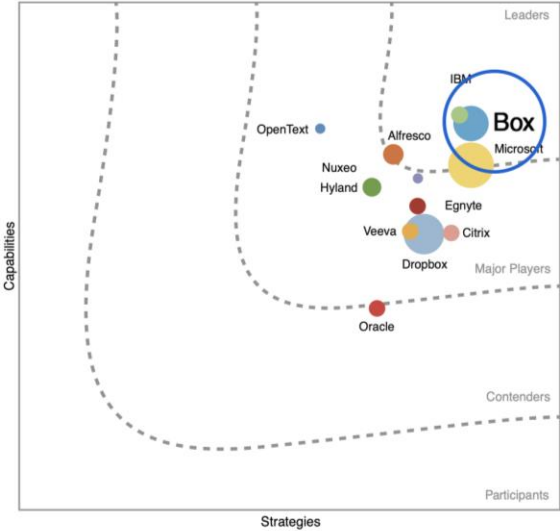 Leaders
IBM
Box
OpenText
Alfresco
Microsoft
Nuxeo
Hyland
Egnyte
Veeva
Citrix
Dropbox
Major Players
Oracle
Contenders
Participants
Capabilities
Strategies